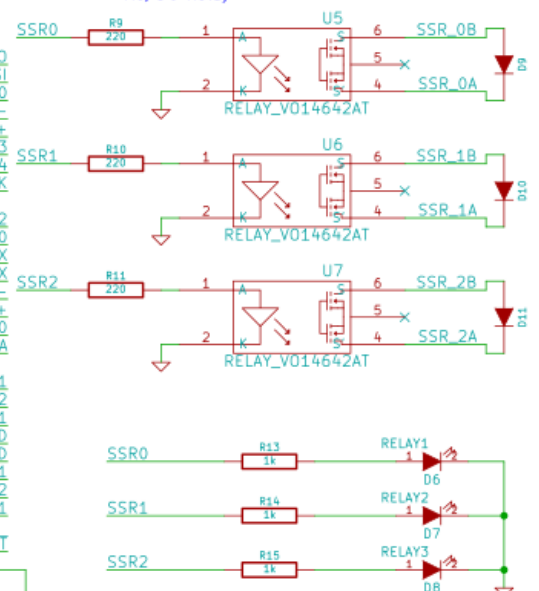 U5
SSR0 R9 220 1 A S 6 SSR_0B
5
D9
2 K S 4 SSR_0A
RELAY_VO14642AT
U6
SSR1 R10 220 1 A S 6 SSR_1B
5
D10
2 K S 4 SSR_1A
RELAY_VO14642AT
U7
SSR2 R11 220 1 A S 6 SSR_2B
5
D11
2 K S 4 SSR_2A
RELAY_VO14642AT
RELAY1
SSR0 R13 1k 1 2
D6
RELAY2
SSR1 R14 1k 1 2
D7
RELAY3
SSR2 R15 1k 1 2
D8